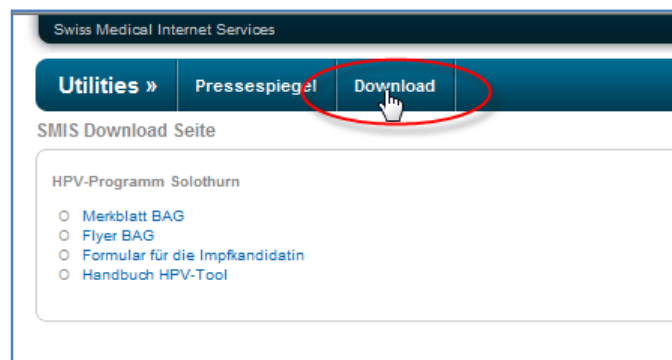 Swiss Medical Internet Services
Utilities » Pressespiegel Download
SMIS Download Seite
HPV-Programm Solothurn
Merkblatt BAG
Flyer BAG
Formular für die Impfkandidatin
Handbuch HPV-Tool